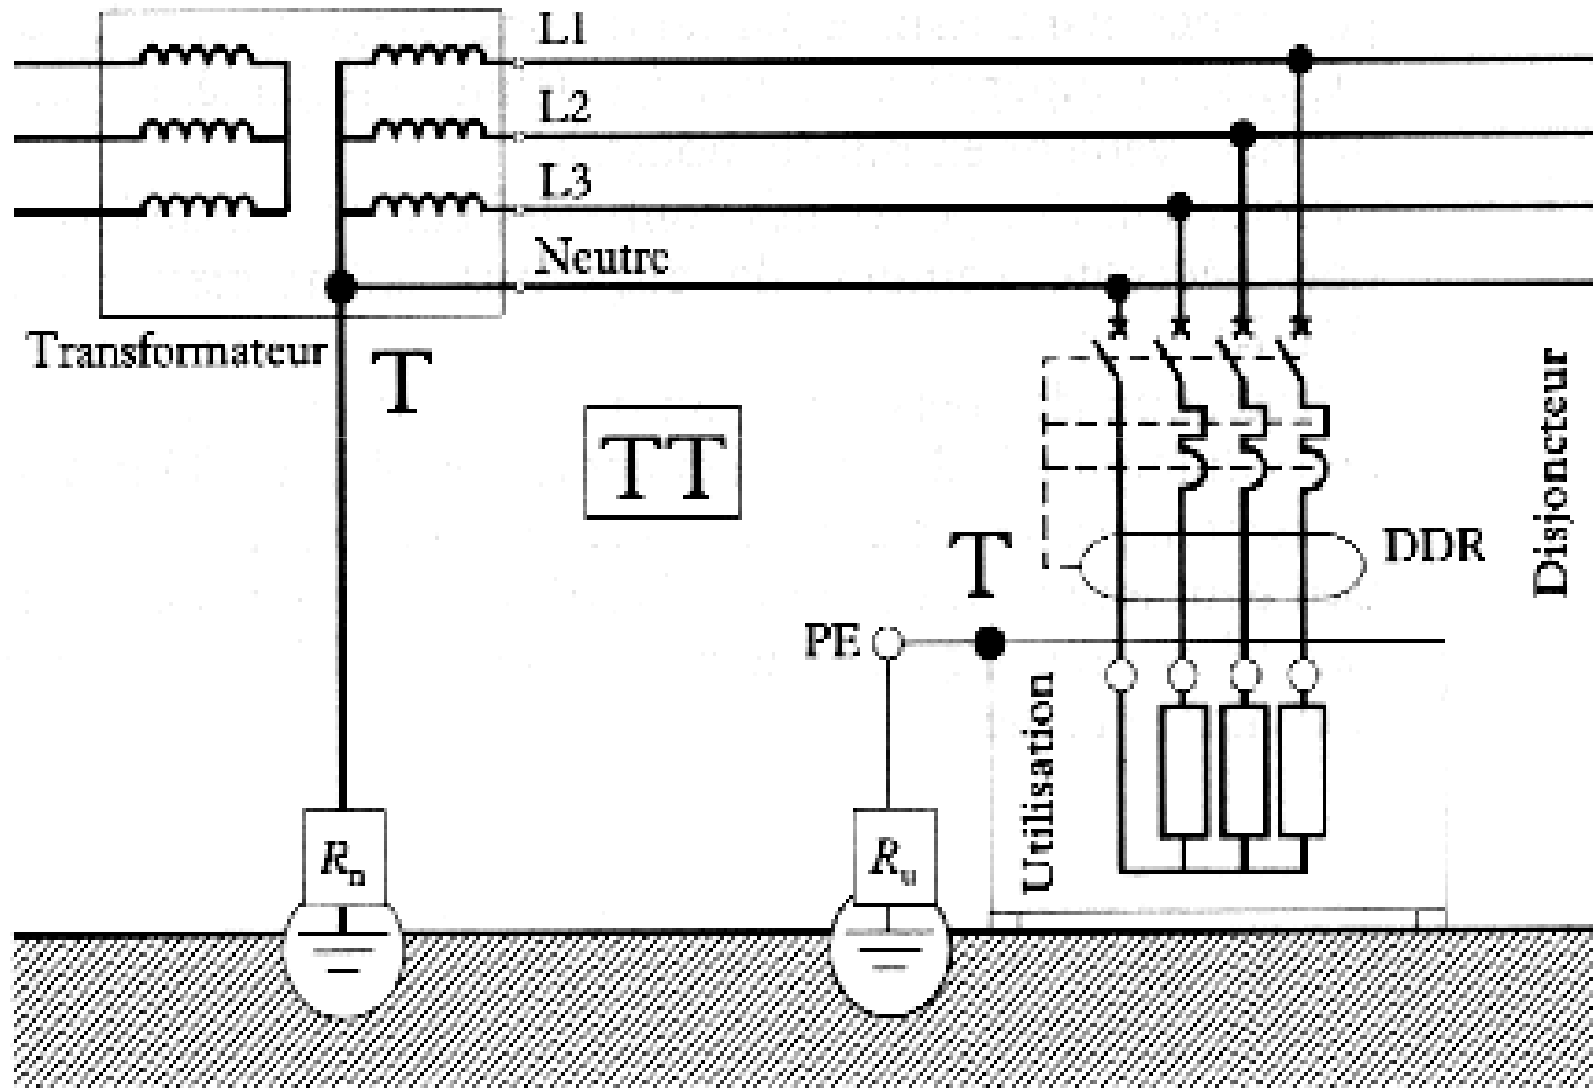 L1
L2
L3
Neutre
Transformateur
T
TT
T
DDR
Disjoncteur
PE
Utilisation
Rn
Ru